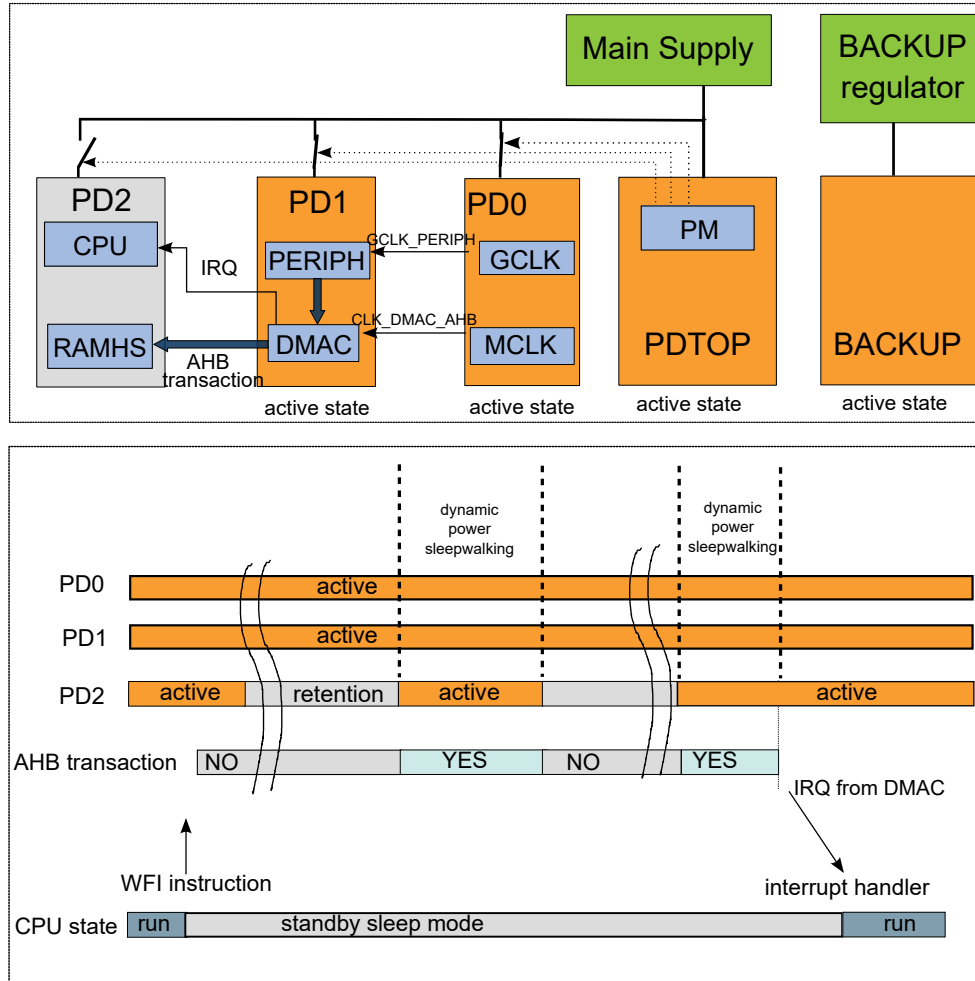 Main Supply
BACKUP
regulator
PD2
CPU
RAMHS
IRQ
AHB
transaction
PD1
PERIPH
DMAC
active state
GCLK_PERIPH
CLK_DMAC_AHB
PD0
GCLK
MCLK
active state
PM
PDTOP
active state
BACKUP
active state
dynamic
power
sleepwalking
dynamic
power
sleepwalking
PD0
active
PD1
active
PD2
active
retention
active
active
AHB transaction
NO
YES
NO
YES
IRQ from DMAC
WFI instruction
interrupt handler
CPU state
run
standby sleep mode
run